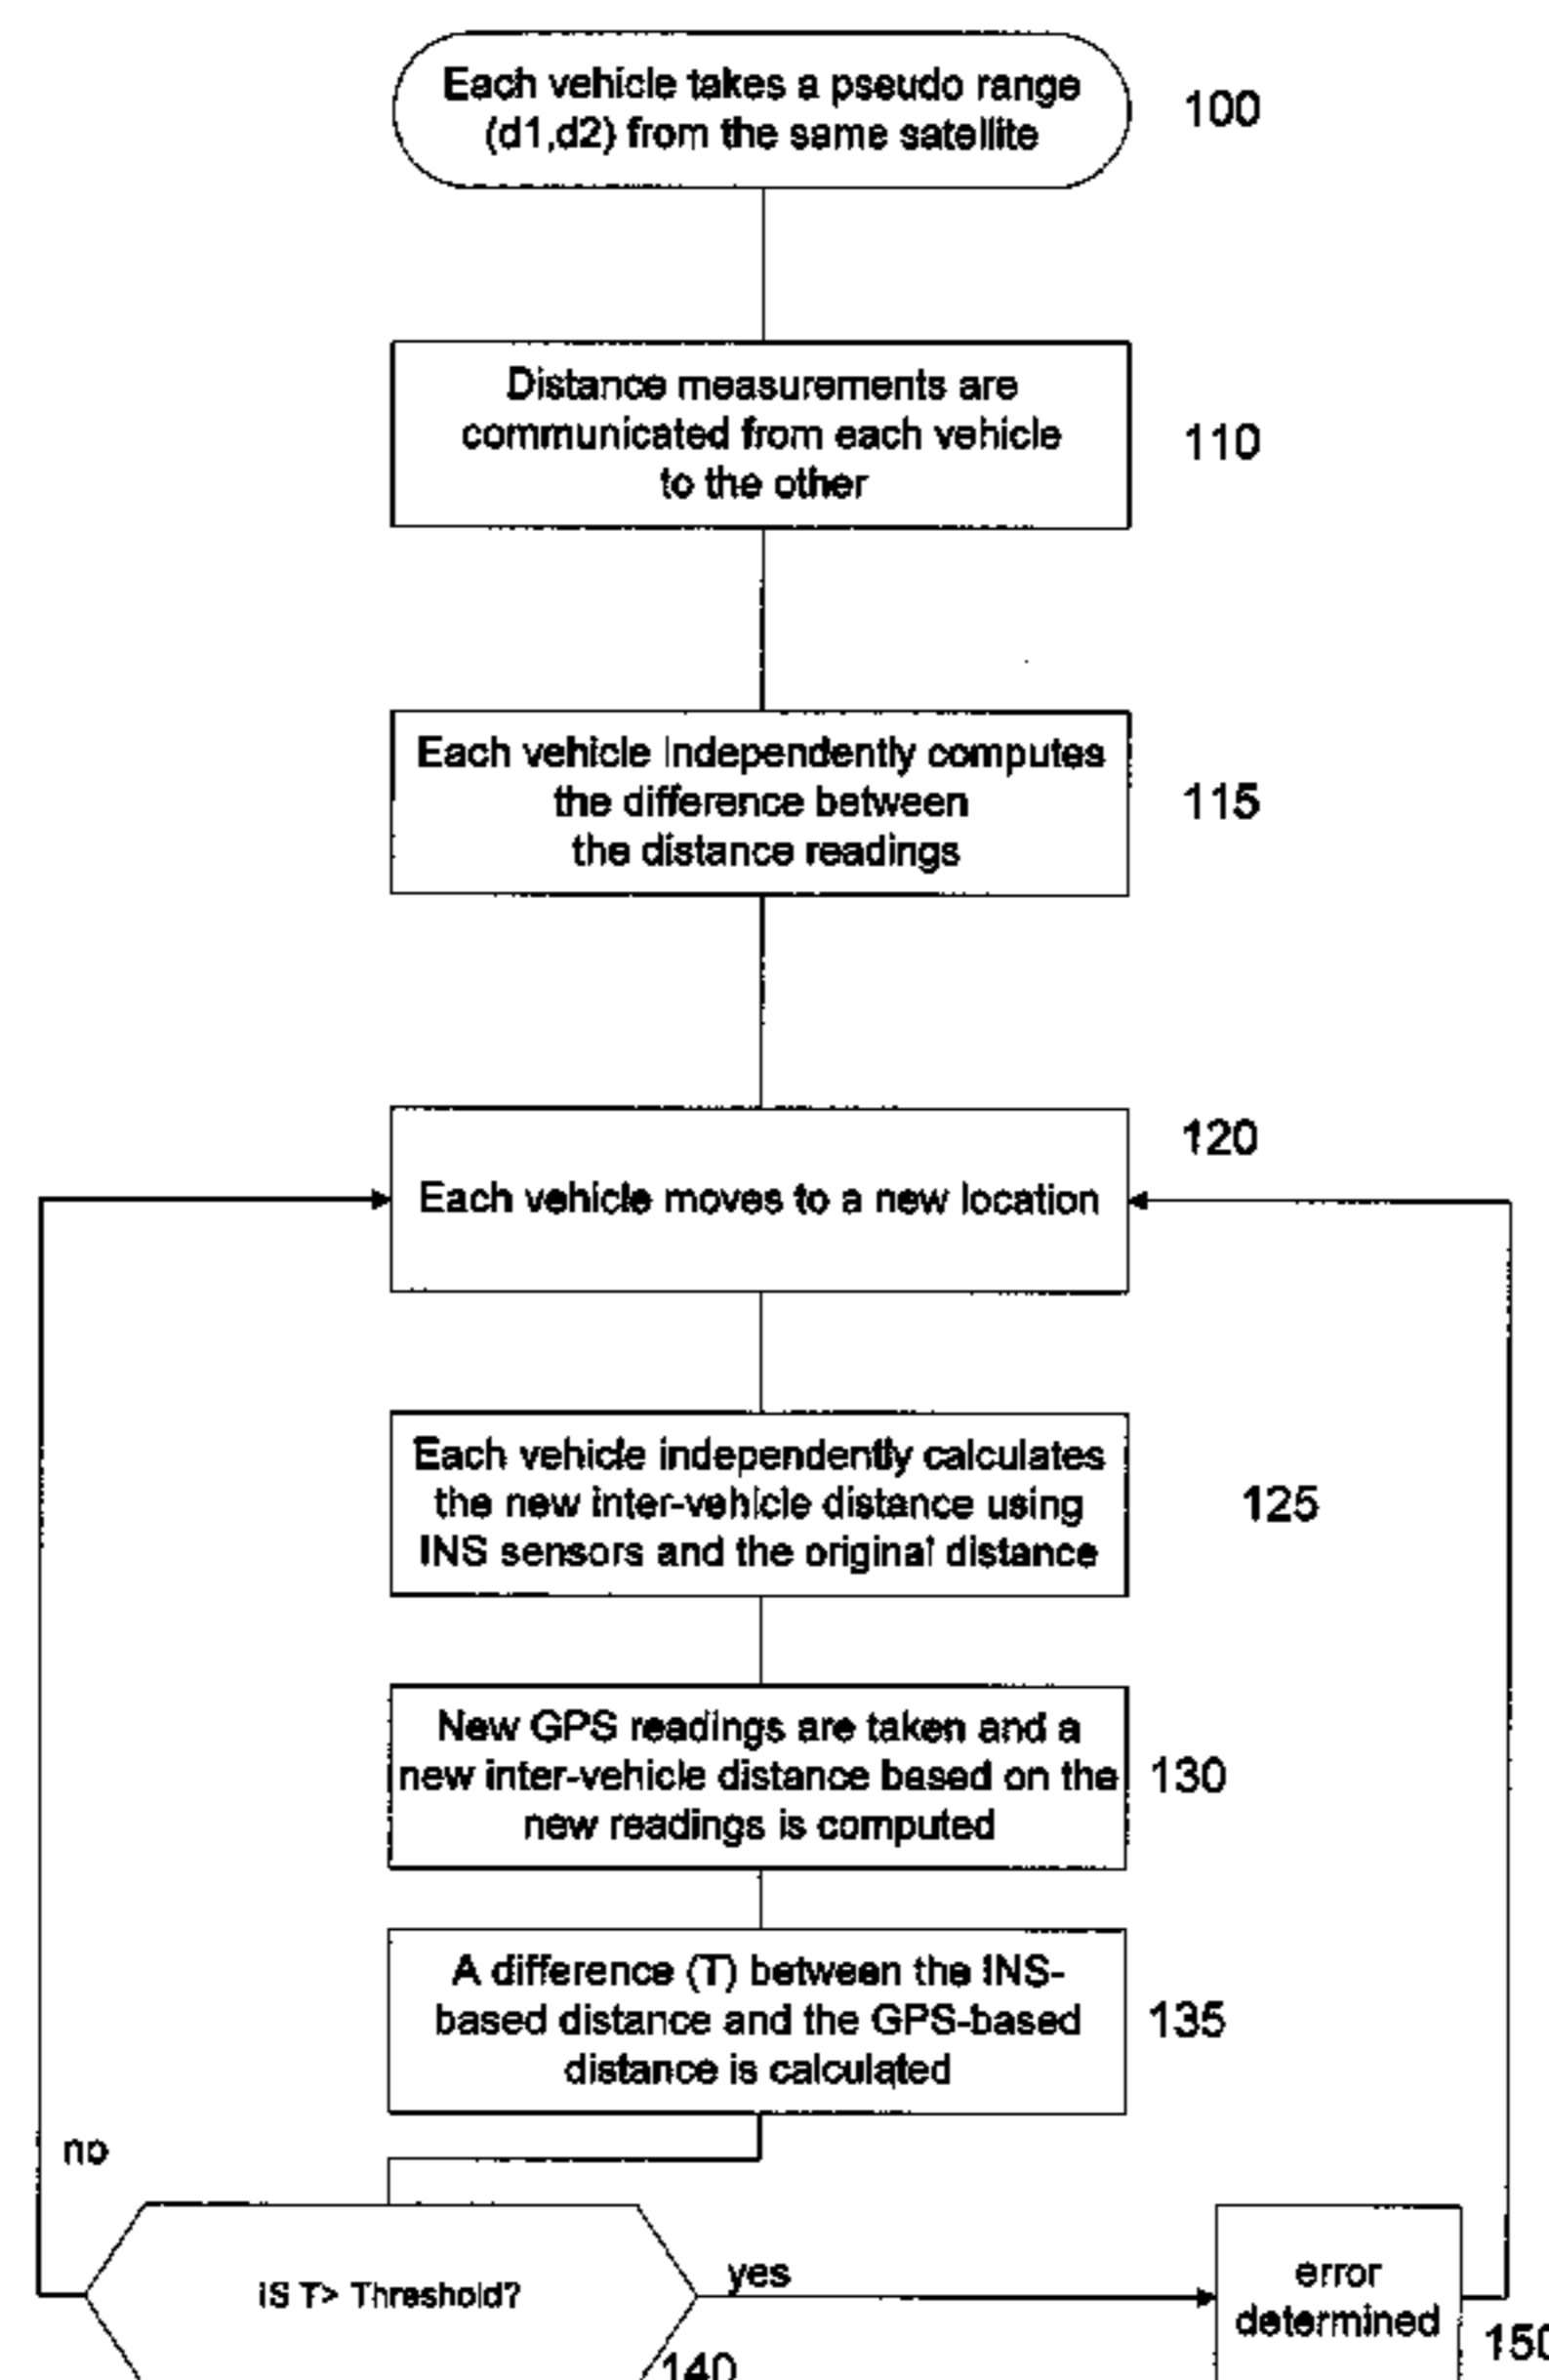 Each vehicle takes a pseudo range
(d1,d2) from the same satellite
100
Distance measurements are
communicated from each vehicle
to the other
110
Each vehicle independently computes
the difference between
the distance readings
115
120
Each vehicle moves to a new location
Each vehicle independently calculates
the new inter-vehicle distance using
INS sensors and the original distance
125
New GPS readings are taken and a
new inter-vehicle distance based on the
new readings is computed
130
A difference (T) between the INS-
based distance and the GPS-based
distance is calculated
135
no
iS T> Threshold?
yes
140
error
determined
150